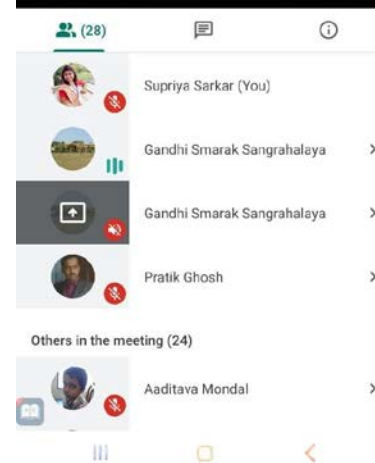 (28)
Supriya Sarkar (You)
Gandhi Smarak Sangrahalaya
Gandhi Smarak Sangrahalaya
Pratik Ghosh
Others in the meeting (24)
Aaditava Mondal